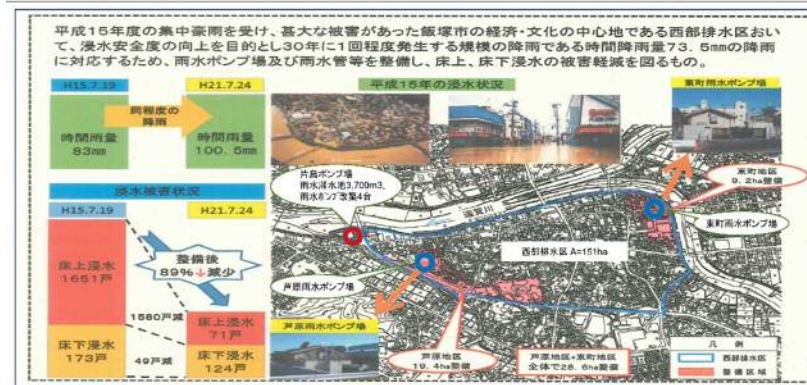 平成15年度の集中豪雨を受け、甚大な被害があった飯塚市の経済・文化の中心地である西部排水区おい
て、浸水安全度の向上を目的とし30年に1回程度発生する規模の降雨である時間降雨量73.5mmの降雨
に対応するため、雨水ポンプ場及び雨水管等を整備し、床上、床下浸水の被害軽減を図るもの。
H15.7.19
H21.7.24
平成15年の浸水状況
東町雨水ポンプ場
同程度の
降雨
時間雨量
83mm
時間雨量
100.5mm
片島ポンプ場
雨水滞水池3,700m3、
雨水ポンプ改築4台
東町地区
9.2ha整備
浸水被害状況
H15.7.19
H21.7.24
東町雨水ポンプ場
西部排水区 A=151ha
整備後
89%↓減少
床上浸水
1651戸
芦原雨水ポンプ場
1580戸減
床上浸水
71戸
芦原雨水ポンプ場
床下浸水
173戸
49戸減
床下浸水
124戸
芦原地区
19.4ha整備
芦原地区+東町地区
全体で28.6ha整備
凡 例
西部排水区
整備区域